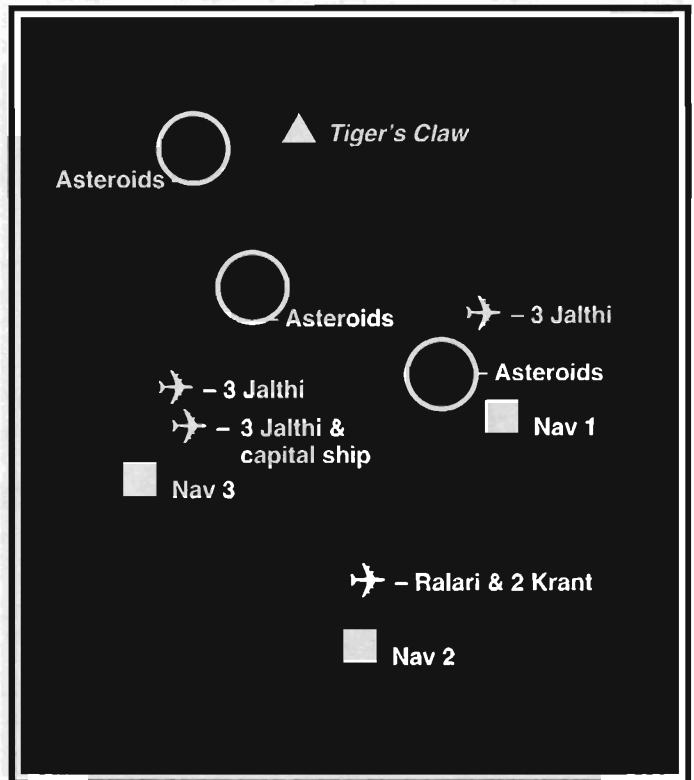 Tiger's Claw
Asteroids
Asteroids
– 3 Jalthi
– Asteroids
– 3 Jalthi
Nav 1
– 3 Jalthi &
capital ship
Nav 3
– Ralari & 2 Krant
Nav 2